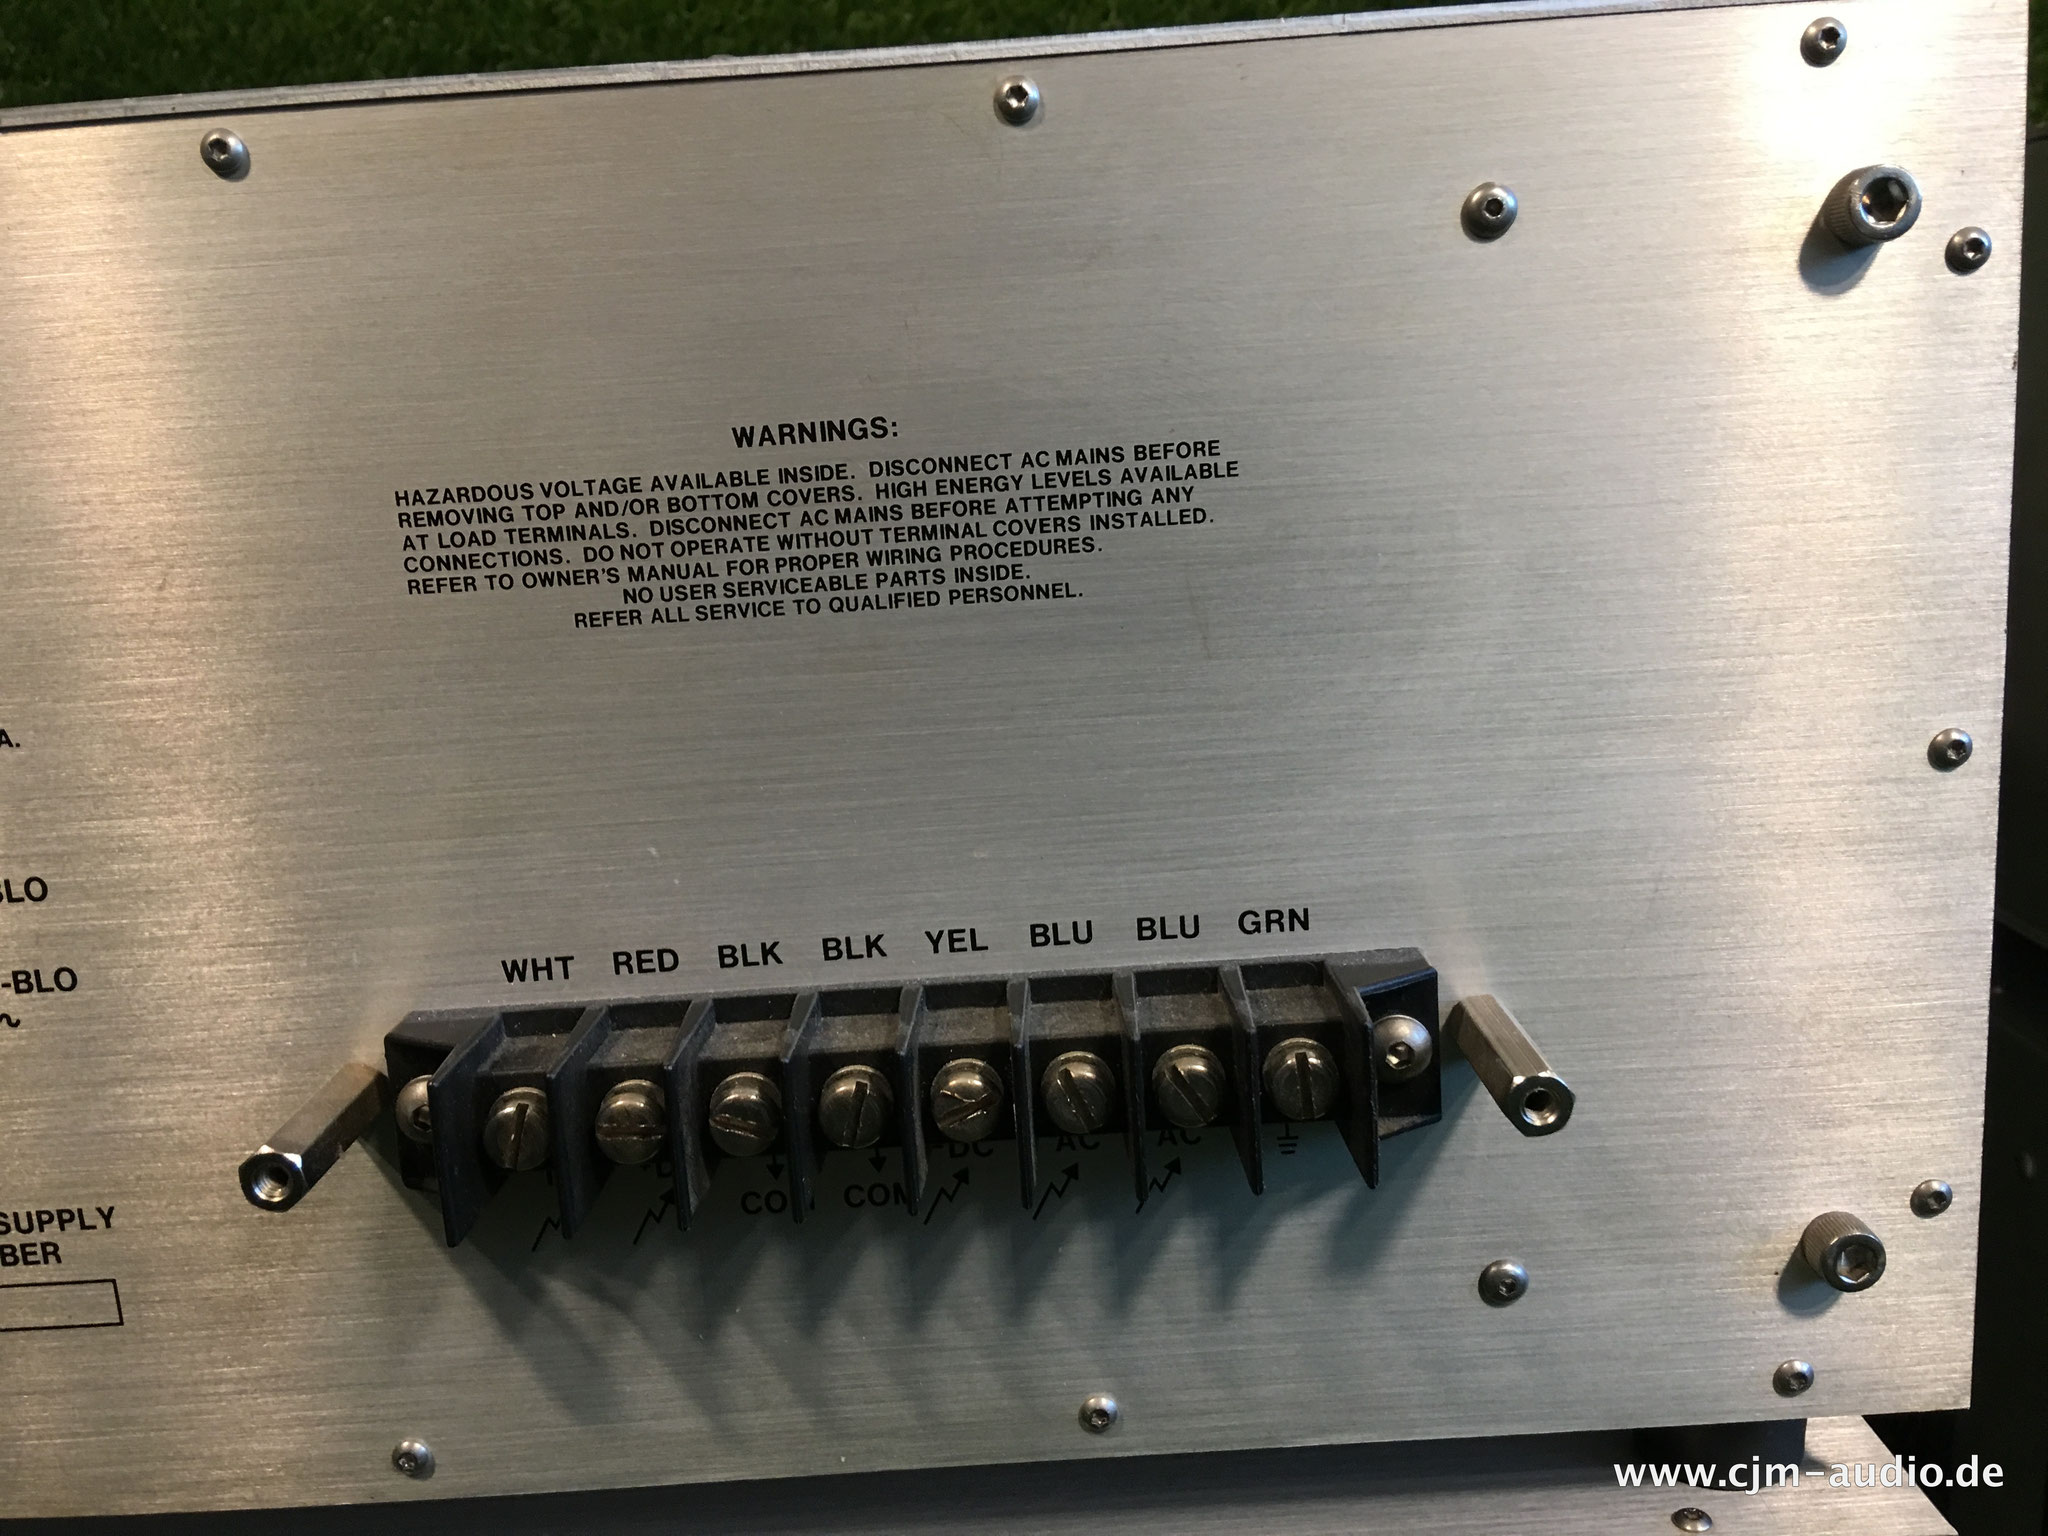 WARNINGS:
HAZARDOUS VOLTAGE AVAILABLE INSIDE. DISCONNECT AC MAINS BEFORE
REMOVING TOP AND/OR BOTTOM COVERS. HIGH ENERGY LEVELS AVAILABLE
AT LOAD TERMINALS. DISCONNECT AC MAINS BEFORE ATTEMPTING ANY
CONNECTIONS. DO NOT OPERATE WITHOUT TERMINAL COVERS INSTALLED.
REFER TO OWNER'S MANUAL FOR PROPER WIRING PROCEDURES.
NO USER SERVICEABLE PARTS INSIDE.
REFER ALL SERVICE TO QUALIFIED PERSONNEL.
A.
BLO
-BLO
SUPPLY
BER
WHT RED BLK BLK YEL BLU BLU GRN
-DC AC AC
COM COM
www.cjm-audio.de